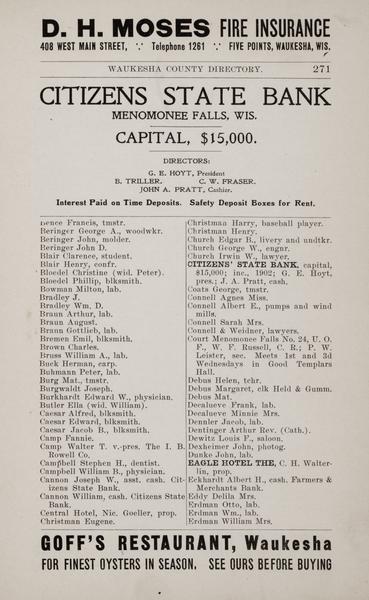 D. H. MOSES FIRE INSURANCE
408 WEST MAIN STREET, ∵ Telephone 1261 ∵ FIVE POINTS, WAUKESHA, WIS.
WAUKESHA COUNTY DIRECTORY. 271
CITIZENS STATE BANK
MENOMONEE FALLS, WIS.
CAPITAL, $15,000.
DIRECTORS:
G. E. HOYT, President
B. TRILLER. C. W. FRASER.
JOHN A. PRATT, Cashier.
Interest Paid on Time Deposits. Safety Deposit Boxes for Rent.
Bence Francis, tmstr.
Beringer George A., woodwkr.
Beringer John, molder.
Beringer John D.
Blair Clarence, student.
Blair Henry, confr.
Bloedel Christine (wid. Peter).
Bloedel Phillip, blksmith.
Bowman Milton, lab.
Bradley J.
Bradley Wm. D.
Braun Arthur, lab.
Braun August.
Braun Gottlieb, lab.
Bremen Emil, blksmith.
Brown Charles.
Bruss William A., lab.
Buck Herman, carp.
Buhmann Peter, lab.
Burg Mat., tmstr.
Burgwaldt Joseph.
Burkhardt Edward W., physician.
Butler Ella (wid. William).
Caesar Alfred, blksmith.
Caesar Edward, blksmith.
Caesar Jacob B., blksmith.
Camp Fannie.
Camp Walter T. v.-pres. The I. B.
Rowell Co.
Campbell Stephen H., dentist.
Campbell William B., physician.
Cannon Joseph W., asst. cash. Citizens State Bank.
Cannon William, cash. Citizens State
Bank.
Central Hotel, Nic. Goeller, prop.
Christman Eugene.
Christman Harry, baseball player.
Christman Henry.
Church Edgar B., livery and undtkr.
Church George W., engnr.
Church Irwin W., lawyer.
CITIZENS' STATE BANK, capital,
$15,000; inc., 1902; G. E. Hoyt,
pres.; J. A. Pratt, cash.
Coats George, tmstr.
Connell Agnes Miss.
Connell Albert E., pumps and wind
mills.
Connell Sarah Mrs.
Connell & Weidner, lawyers.
Court Menomonee Falls No. 24, U. O.
F., W. F. Russell, C. R.; P. W.
Leister, sec. Meets 1st and 3d
Wednesdays in Good Templars
Hall.
Debus Helen, tchr.
Debus Margaret, clk Held & Gumm.
Debus Mat.
Decalueve Frank, lab.
Decalueve Minnie Mrs.
Dennler Jacob, lab.
Dentinger Arthur Rev. (Cath.).
Dewitz Louis F., saloon.
Dexheimer John, photog.
Dunke John, lab.
EAGLE HOTEL THE, C. H. Walterlin, prop.
Eckhardt Albert H., cash. Farmers &
Merchants Bank.
Eddy Delila Mrs.
Erdman Otto, lab.
Erdman Wm., lab.
Erdman William Mrs.
GOFF'S RESTAURANT, Waukesha
FOR FINEST OYSTERS IN SEASON. SEE OURS BEFORE BUYING